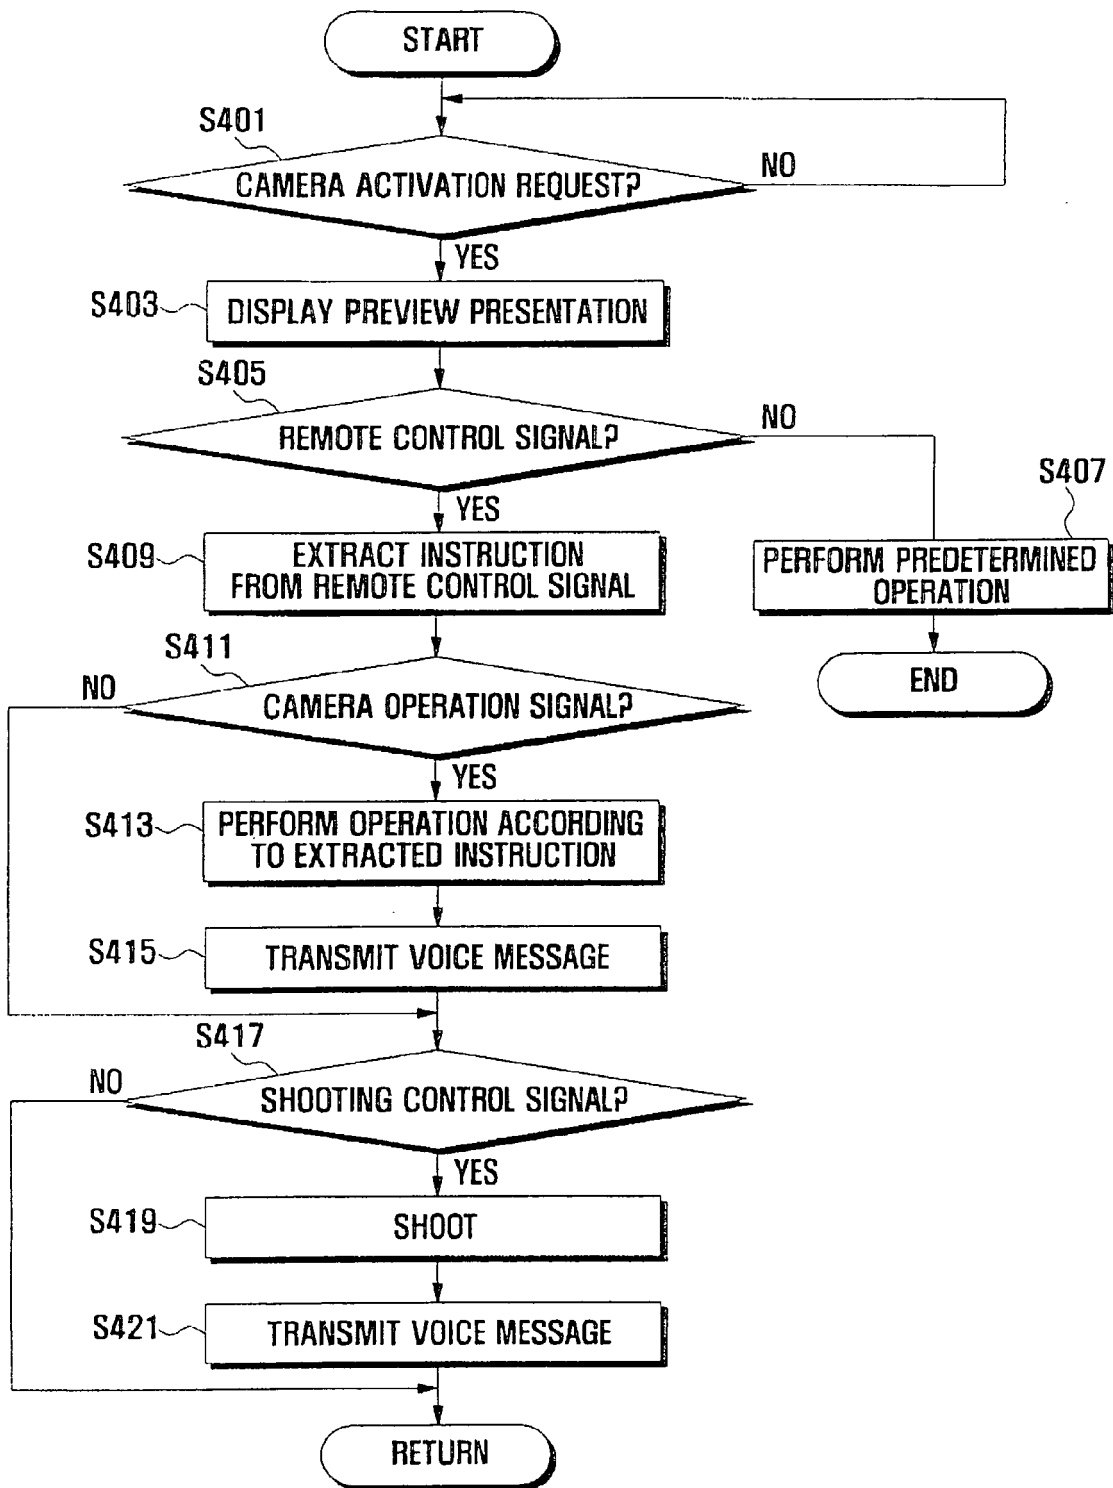 START
S401
CAMERA ACTIVATION REQUEST?
NO
YES
S403
DISPLAY PREVIEW PRESENTATION
S405
REMOTE CONTROL SIGNAL?
NO
YES
S407
PERFORM PREDETERMINED
OPERATION
END
S409
EXTRACT INSTRUCTION
FROM REMOTE CONTROL SIGNAL
S411
NO
CAMERA OPERATION SIGNAL?
YES
S413
PERFORM OPERATION ACCORDING
TO EXTRACTED INSTRUCTION
S415
TRANSMIT VOICE MESSAGE
S417
NO
SHOOTING CONTROL SIGNAL?
YES
S419
SHOOT
S421
TRANSMIT VOICE MESSAGE
RETURN